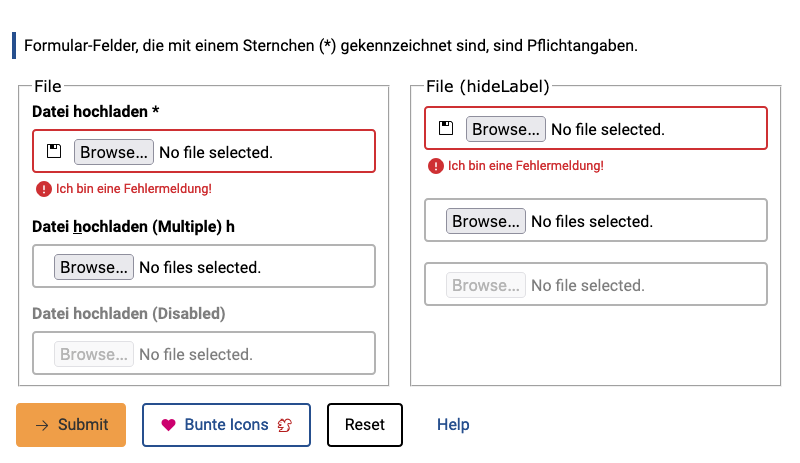 Formular-Felder, die mit einem Sternchen (*) gekennzeichnet sind, sind Pflichtangaben.
File
Datei hochladen *
Browse... No file selected.
Ich bin eine Fehlermeldung!
Datei hochladen (Multiple) h
Browse... No files selected.
Datei hochladen (Disabled)
Browse... No file selected.
File (hideLabel)
Browse... No file selected.
Ich bin eine Fehlermeldung!
Browse... No files selected.
Browse... No file selected.
Submit Bunte Icons Reset Help